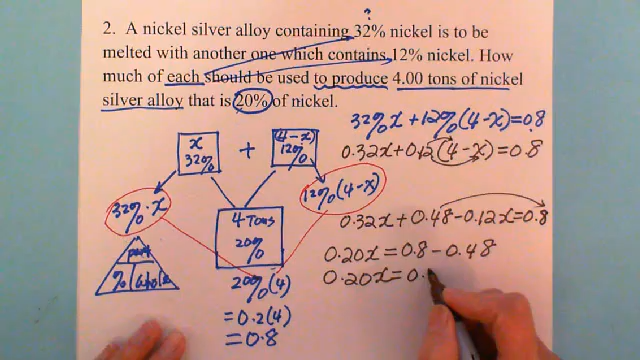 ?
2. A nickel silver alloy containing 32% nickel is to be
melted with another one which contains 12% nickel. How
much of each should be used to produce 4.00 tons of nickel
silver alloy that is 20% of nickel.
32%x + 12%(4-x) = 0.8
x
32%
+
(4-x)
12%
0.32x + 0.12(4-x) = 0.8
32%·x
12%(4-x)
4 Tons
20%
0.32x + 0.48 - 0.12x = 0.8
part
% whole
0.20x = 0.8 - 0.48
20%(4)
0.20x = 0.
= 0.2(4)
= 0.8